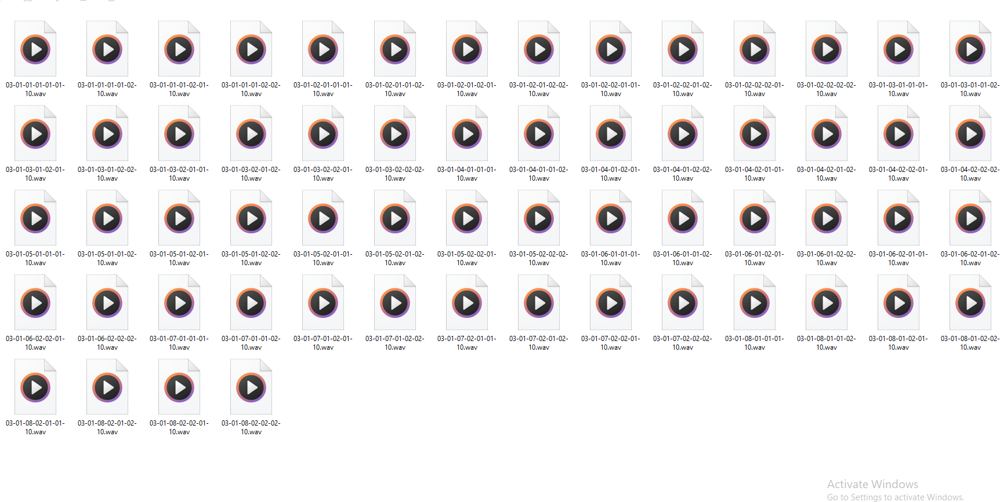 03-01-01-01-01-01-
10.wav
03-01-01-01-01-02-
10.wav
03-01-01-01-02-01-
10.wav
03-01-01-01-02-02-
10.wav
03-01-02-01-01-01-
10.wav
03-01-02-01-01-02-
10.wav
03-01-02-01-02-01-
10.wav
03-01-02-01-02-02-
10.wav
03-01-02-02-01-01-
10.wav
03-01-02-02-01-02-
10.wav
03-01-02-02-02-01-
10.wav
03-01-02-02-02-02-
10.wav
03-01-03-01-01-01-
10.wav
03-01-03-01-01-02-
10.wav
03-01-03-01-02-01-
10.wav
03-01-03-01-02-02-
10.wav
03-01-03-02-01-01-
10.wav
03-01-03-02-01-02-
10.wav
03-01-03-02-02-01-
10.wav
03-01-03-02-02-02-
10.wav
03-01-04-01-01-01-
10.wav
03-01-04-01-01-02-
10.wav
03-01-04-01-02-01-
10.wav
03-01-04-01-02-02-
10.wav
03-01-04-02-01-01-
10.wav
03-01-04-02-01-02-
10.wav
03-01-04-02-02-01-
10.wav
03-01-04-02-02-02-
10.wav
03-01-05-01-01-01-
10.wav
03-01-05-01-01-02-
10.wav
03-01-05-01-02-01-
10.wav
03-01-05-01-02-02-
10.wav
03-01-05-02-01-01-
10.wav
03-01-05-02-01-02-
10.wav
03-01-05-02-02-01-
10.wav
03-01-05-02-02-02-
10.wav
03-01-06-01-01-01-
10.wav
03-01-06-01-01-02-
10.wav
03-01-06-01-02-01-
10.wav
03-01-06-01-02-02-
10.wav
03-01-06-02-01-01-
10.wav
03-01-06-02-01-02-
10.wav
03-01-06-02-02-01-
10.wav
03-01-06-02-02-02-
10.wav
03-01-07-01-01-01-
10.wav
03-01-07-01-01-02-
10.wav
03-01-07-01-02-01-
10.wav
03-01-07-01-02-02-
10.wav
03-01-07-02-01-01-
10.wav
03-01-07-02-01-02-
10.wav
03-01-07-02-02-01-
10.wav
03-01-07-02-02-02-
10.wav
03-01-08-01-01-01-
10.wav
03-01-08-01-01-02-
10.wav
03-01-08-01-02-01-
10.wav
03-01-08-01-02-02-
10.wav
03-01-08-02-01-01-
10.wav
03-01-08-02-01-02-
10.wav
03-01-08-02-02-01-
10.wav
03-01-08-02-02-02-
10.wav
Activate Windows
Go to Settings to activate Windows.